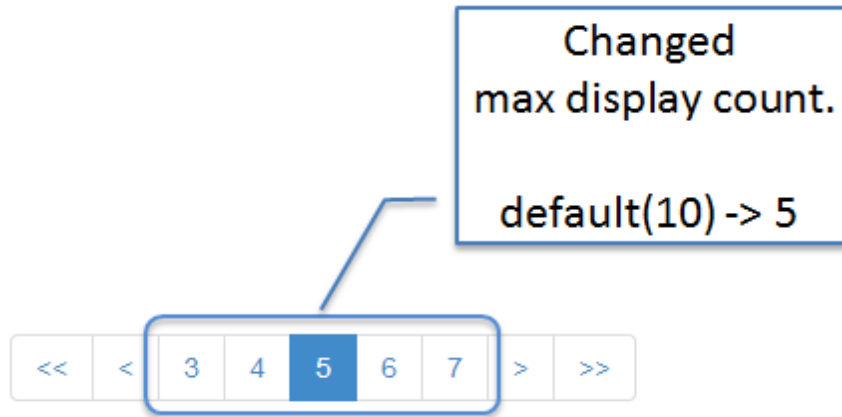 Changed
max display count.
default(10) -> 5
<< < 3 4 5 6 7 > >>